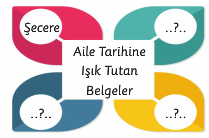 Şecere
..?..
Aile Tarihine
Işık Tutan
Belgeler
..?..
..?..